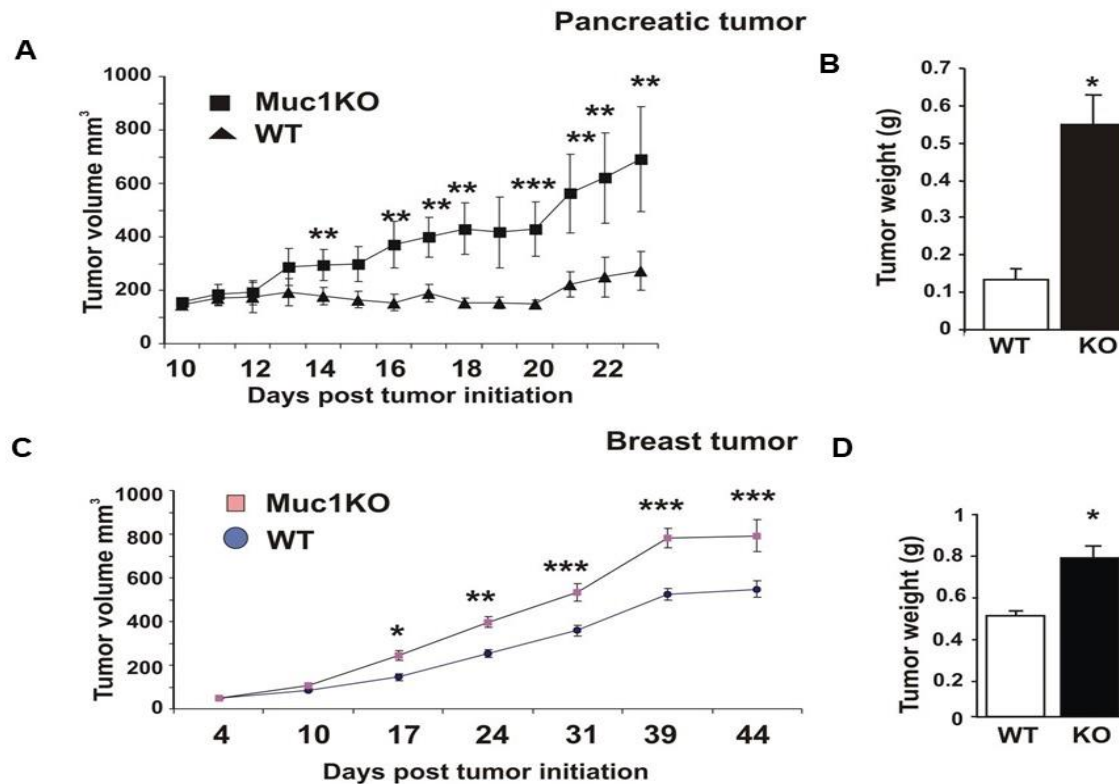 Pancreatic tumor
A
Tumor volume mm³
1000
800
600
400
200
0
Muc1KO
WT
**
**
**
**
***
**
**
**
10 12 14 16 18 20 22
Days post tumor initiation
B
Tumor weight (g)
0.7
0.6
0.5
0.4
0.3
0.2
0.1
0
*
WT KO
Breast tumor
C
Tumor volume mm³
1000
800
600
400
200
0
Muc1KO
WT
*
**
***
***
***
4 10 17 24 31 39 44
Days post tumor initiation
D
Tumor weight (g)
1
0.8
0.6
0.4
0.2
0
*
WT KO